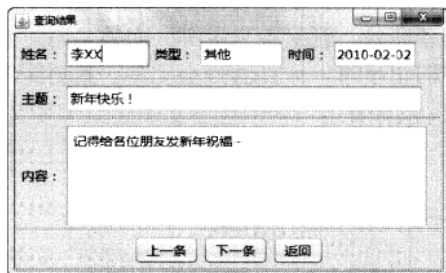 查询结果
姓名： 李XX 类型： 其他 时间： 2010-02-02
主题： 新年快乐！
记得给各位朋友发新年祝福 -
内容：
上一条 下一条 返回